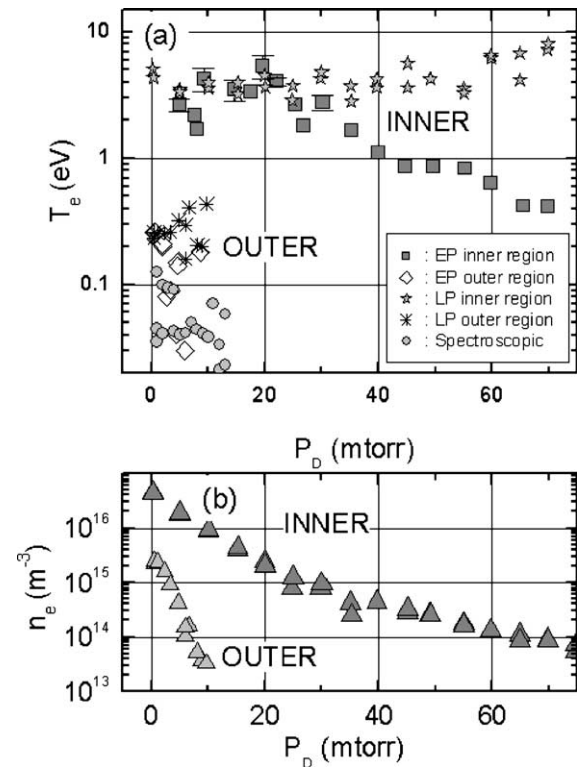 (a)
10
1
0.1
T_e (eV)
INNER
OUTER
: EP inner region
: EP outer region
: LP inner region
: LP outer region
: Spectroscopic
0 20 40 60
P_D (mtorr)
(b)
10^16
10^15
10^14
10^13
n_e (m^-3)
INNER
OUTER
0 20 40 60
P_D (mtorr)